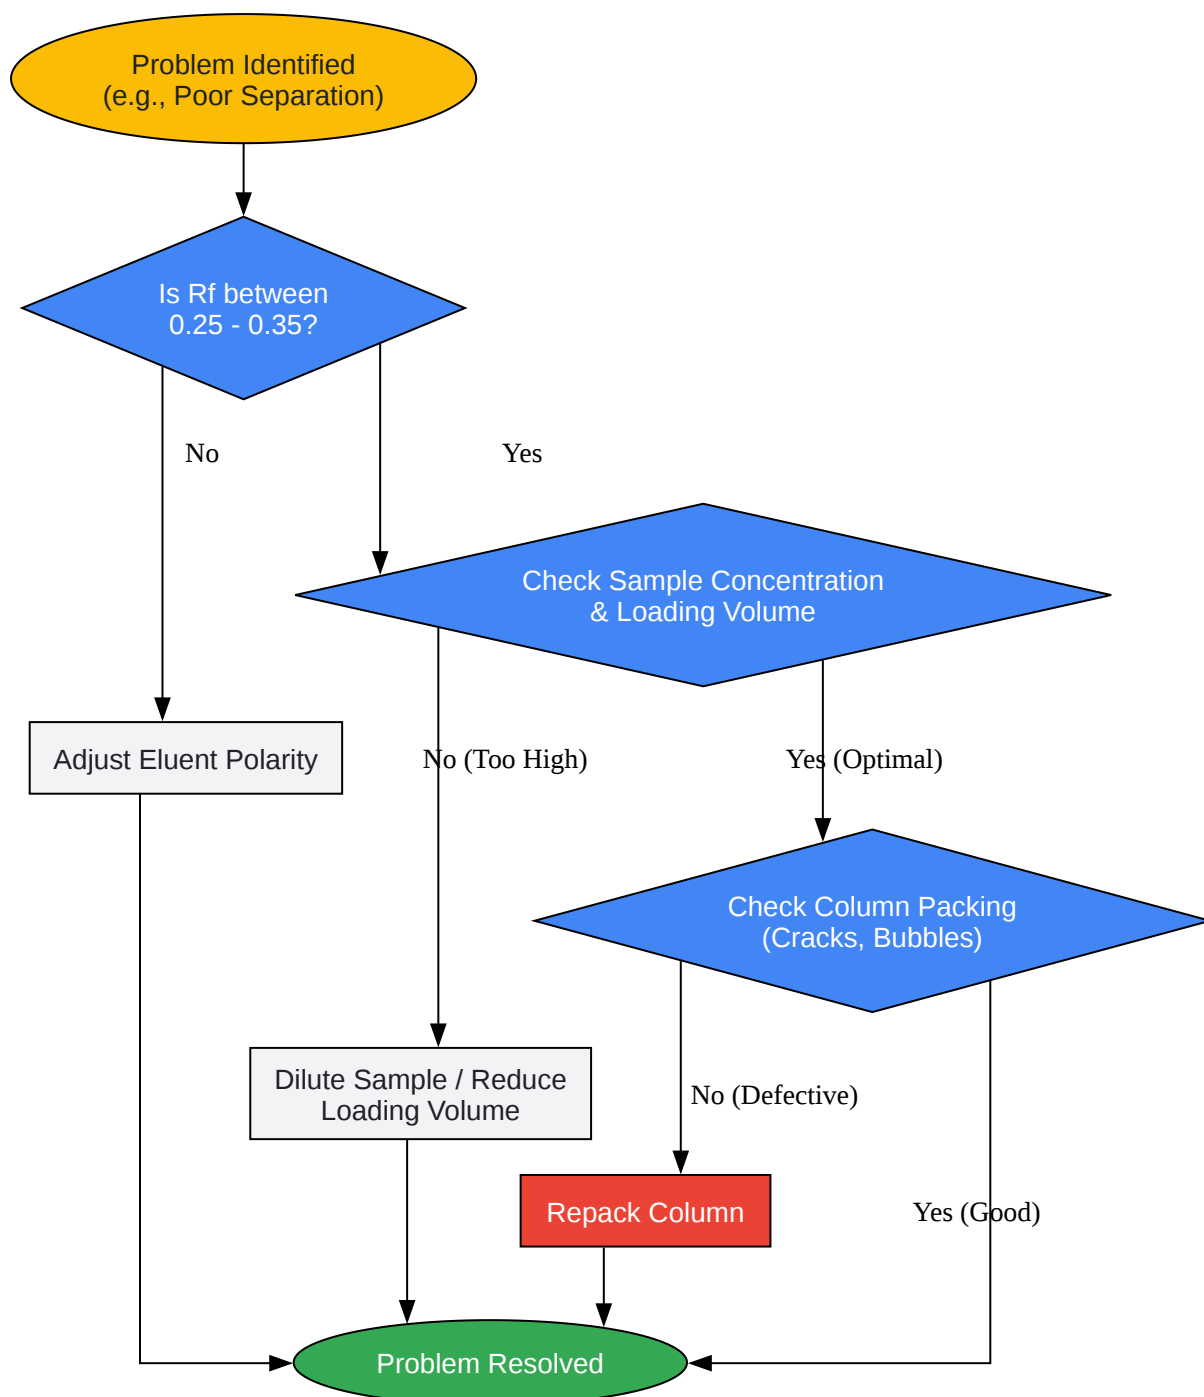 Problem Identified
(e.g., Poor Separation)
Is Rf between
0.25 - 0.35?
No
Yes
Check Sample Concentration
& Loading Volume
Adjust Eluent Polarity
No (Too High)
Yes (Optimal)
Check Column Packing
(Cracks, Bubbles)
Dilute Sample / Reduce
Loading Volume
No (Defective)
Repack Column
Yes (Good)
Problem Resolved